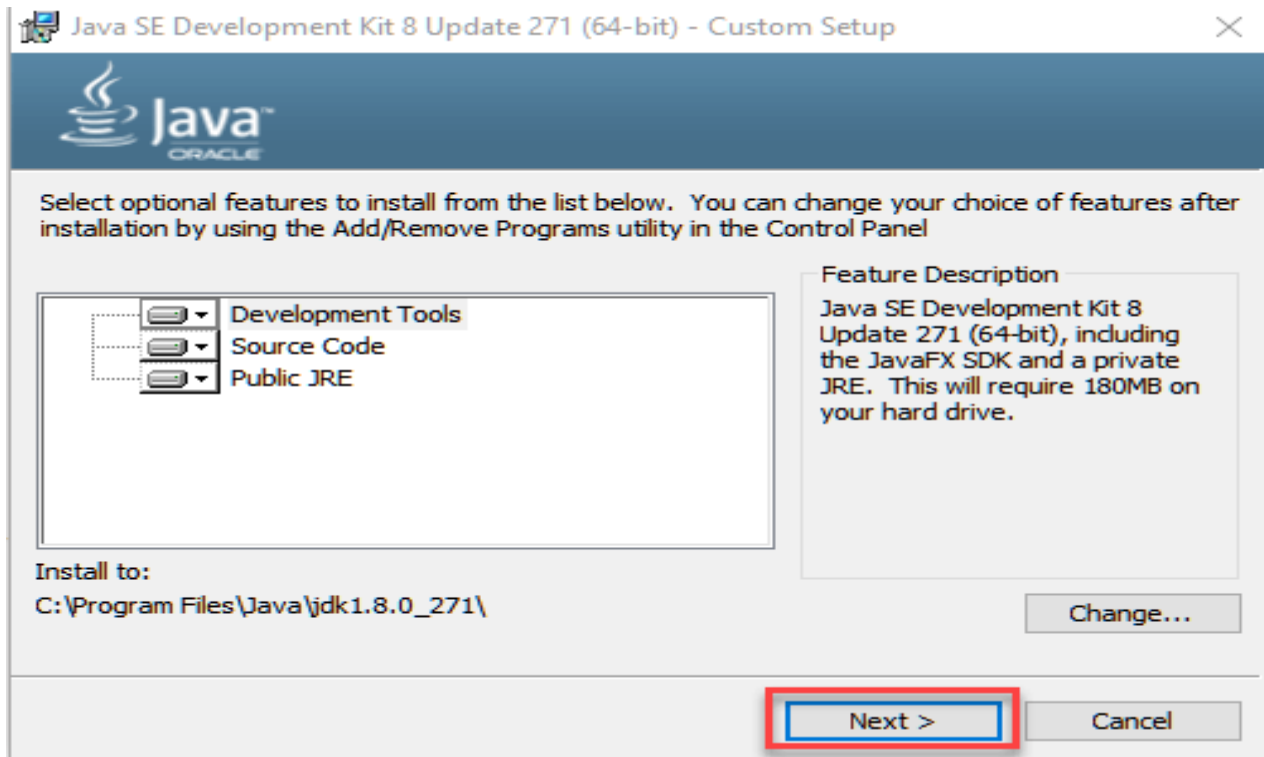 Java SE Development Kit 8 Update 271 (64-bit) - Custom Setup
Java™
ORACLE
Select optional features to install from the list below. You can change your choice of features after
installation by using the Add/Remove Programs utility in the Control Panel
Development Tools
Source Code
Public JRE
Feature Description
Java SE Development Kit 8
Update 271 (64-bit), including
the JavaFX SDK and a private
JRE. This will require 180MB on
your hard drive.
Install to:
C:\Program Files\Java\jdk1.8.0_271\
Change...
Next >
Cancel